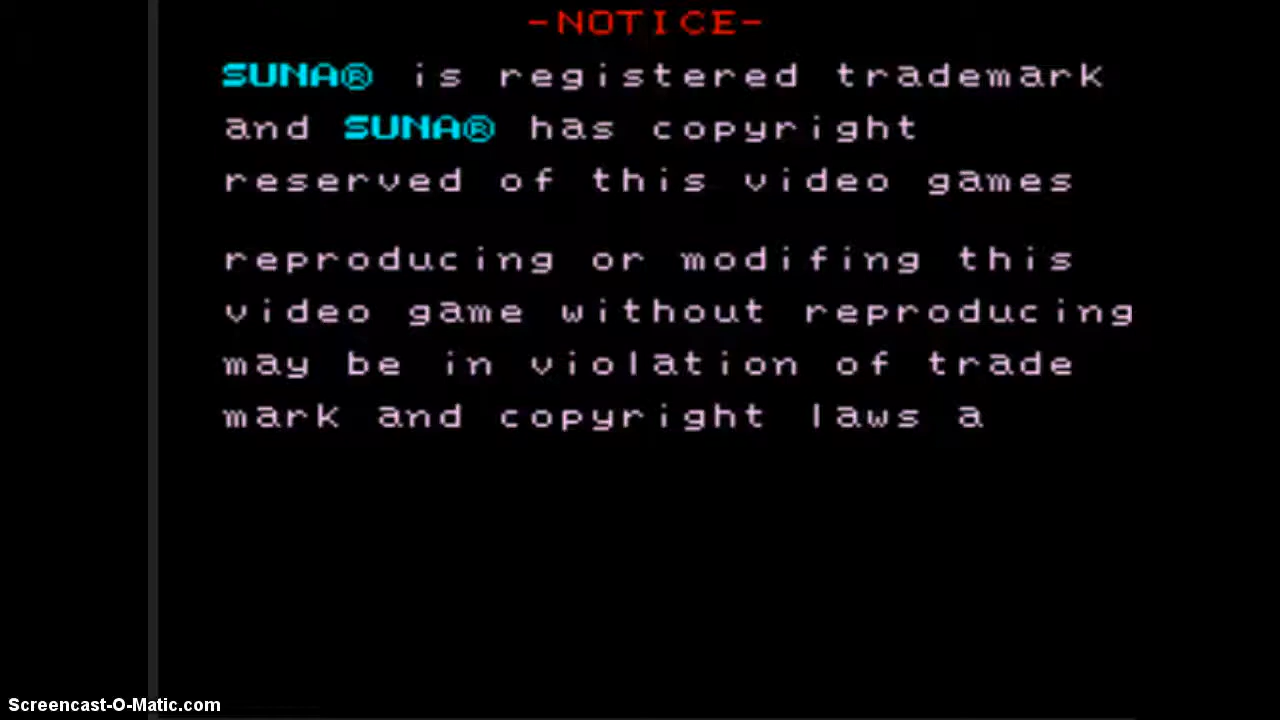 -NOTICE-
SUNA® is registered trademark
and SUNA® has copyright
reserved of this video games
reproducing or modifing this
video game without reproducing
may be in violation of trade
mark and copyright laws a
Screencast-O-Matic.com